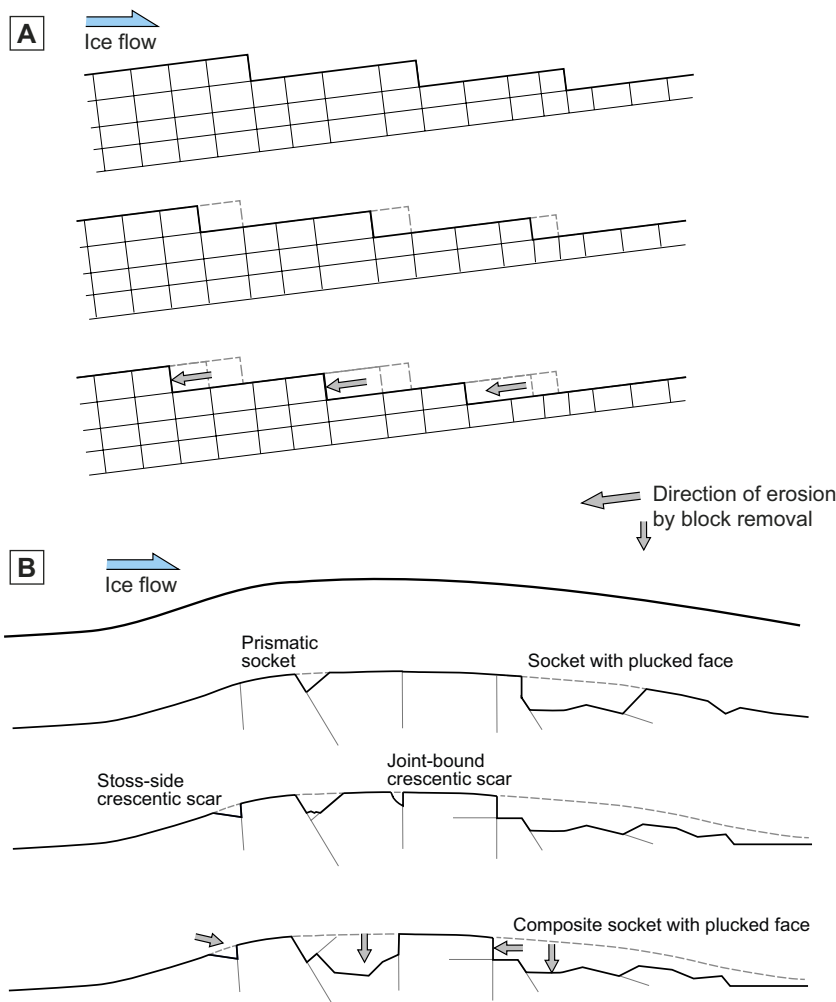 A
Ice flow
Direction of erosion
by block removal
B
Ice flow
Prismatic
socket
Socket with plucked face
Stoss-side
crescentic scar
Joint-bound
crescentic scar
Composite socket with plucked face